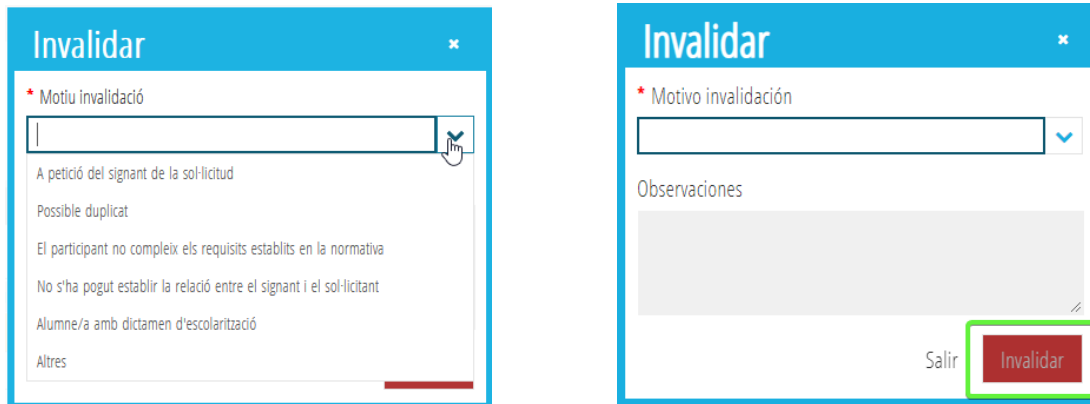 Invalidar
* Motiu invalidació
A petició del signant de la sol·licitud
Possible duplicat
El participant no compleix els requisits establits en la normativa
No s'ha pogut establir la relació entre el signant i el sol·licitant
Alumne/a amb dictamen d'escolarització
Altres
Invalidar
* Motivo invalidación
Observaciones
Salir
Invalidar